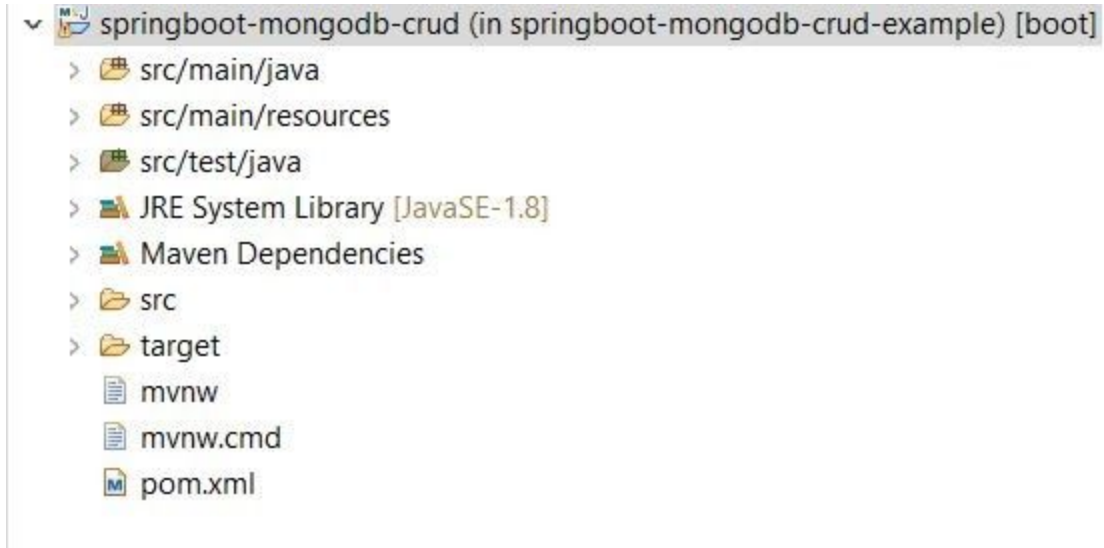 springboot-mongodb-crud (in springboot-mongodb-crud-example) [boot]
src/main/java
src/main/resources
src/test/java
JRE System Library [JavaSE-1.8]
Maven Dependencies
src
target
mvnw
mvnw.cmd
pom.xml